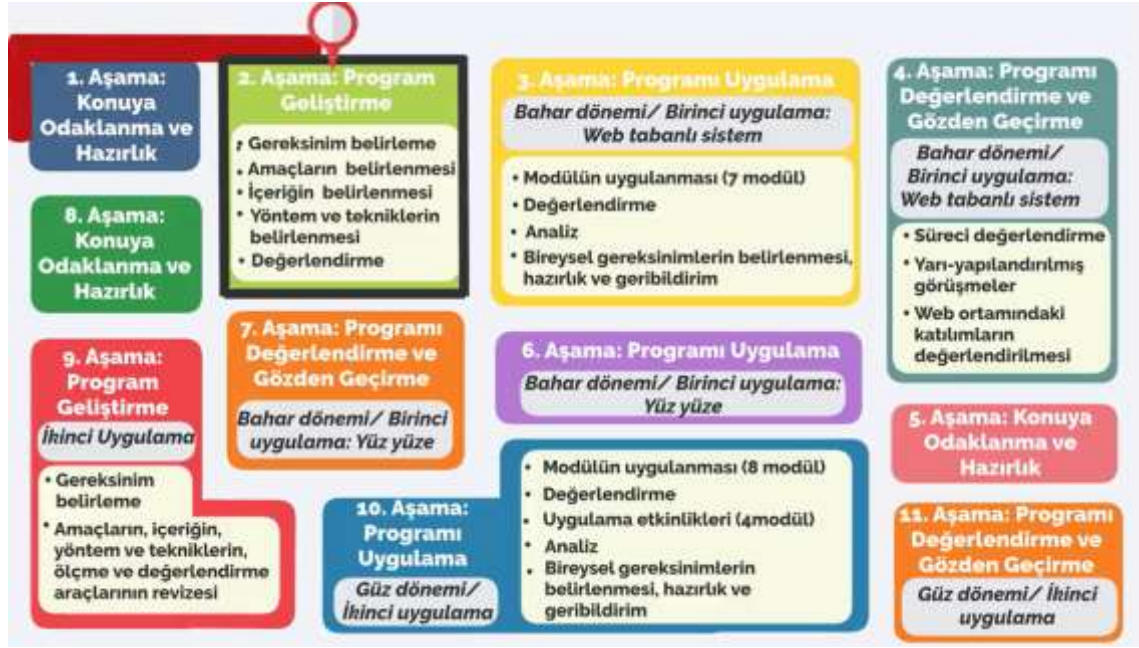 1. Aşama:
Konuya
Odaklanma ve
Hazırlık
2. Aşama: Program
Geliştirme
• Gereksinim belirleme
• Amaçların belirlenmesi
• İçeriğin belirlenmesi
• Yöntem ve tekniklerin
belirlenmesi
• Değerlendirme
3. Aşama: Programı Uygulama
Bahar dönemi/ Birinci uygulama:
Web tabanlı sistem
• Modülün uygulanması (7 modül)
• Değerlendirme
• Analiz
• Bireysel gereksinimlerin belirlenmesi,
hazırlık ve geribildirim
4. Aşama: Programı
Değerlendirme ve
Gözden Geçirme
Bahar dönemi/
Birinci uygulama:
Web tabanlı sistem
• Süreci değerlendirme
• Yarı-yapılandırılmış
görüşmeler
• Web ortamındaki
katılımların
değerlendirilmesi
5. Aşama: Konuya
Odaklanma ve
Hazırlık
6. Aşama: Programı Uygulama
Bahar dönemi/ Birinci uygulama:
Yüz yüze
7. Aşama: Programı
Değerlendirme ve
Gözden Geçirme
Bahar dönemi/ Birinci
uygulama: Yüz yüze
8. Aşama:
Konuya
Odaklanma ve
Hazırlık
9. Aşama:
Program
Geliştirme
İkinci Uygulama
• Gereksinim
belirleme
• Amaçların, içeriğin,
yöntem ve tekniklerin,
ölçme ve değerlendirme
araçlarının revizesi
10. Aşama:
Programı
Uygulama
Güz dönemi/
İkinci uygulama
• Modülün uygulanması (8 modül)
• Değerlendirme
• Uygulama etkinlikleri (4modül)
• Analiz
• Bireysel gereksinimlerin
belirlenmesi, hazırlık ve
geribildirim
11. Aşama: Programı
Değerlendirme ve
Gözden Geçirme
Güz dönemi/ İkinci
uygulama